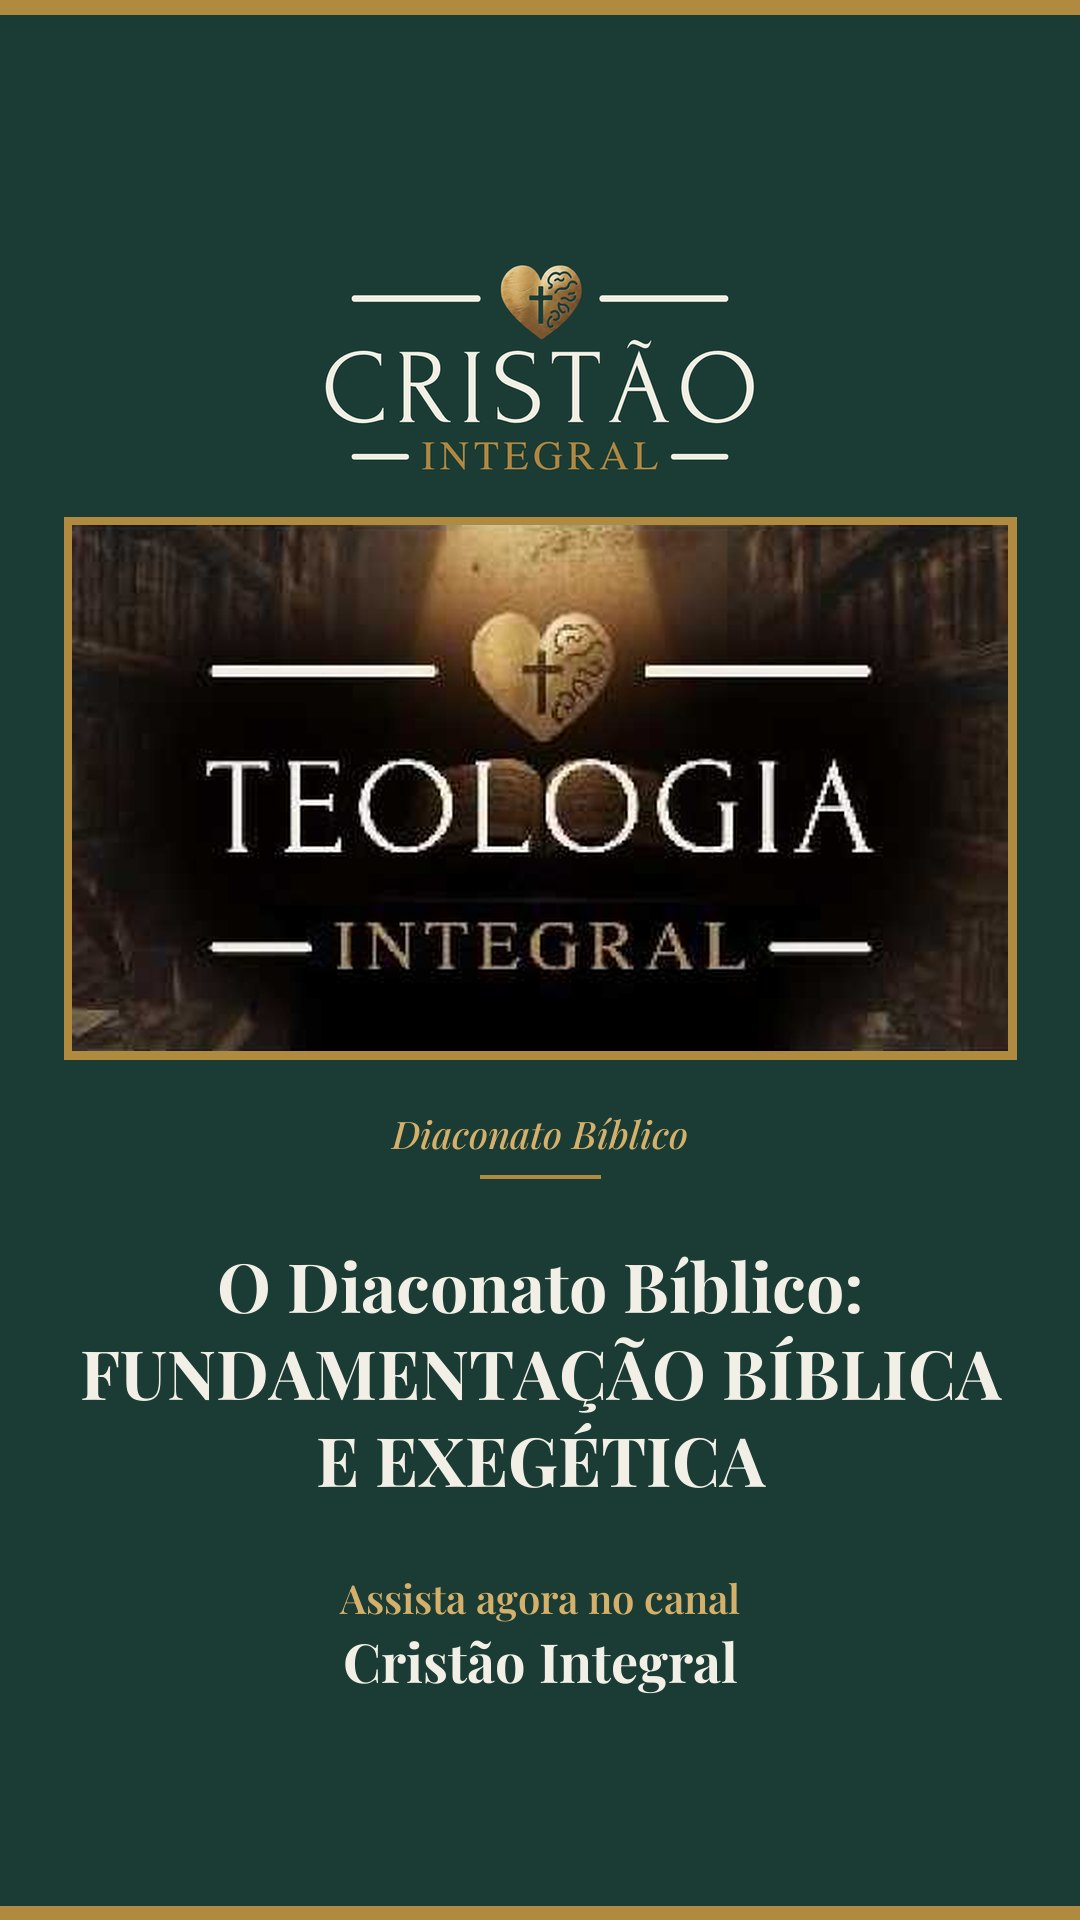 CRISTÃO
INTEGRAL
TEOLOGIA
INTEGRAL
Diaconato Bíblico
O Diaconato Bíblico:
FUNDAMENTAÇÃO BÍBLICA
E EXEGÉTICA
Assista agora no canal
Cristão Integral